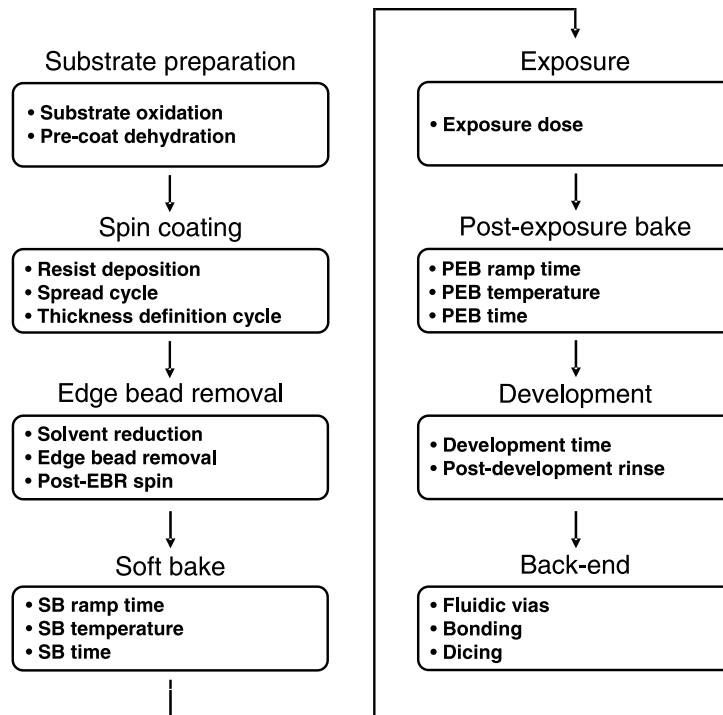 Substrate preparation
• Substrate oxidation
• Pre-coat dehydration
Spin coating
• Resist deposition
• Spread cycle
• Thickness definition cycle
Edge bead removal
• Solvent reduction
• Edge bead removal
• Post-EBR spin
Soft bake
• SB ramp time
• SB temperature
• SB time
Exposure
• Exposure dose
Post-exposure bake
• PEB ramp time
• PEB temperature
• PEB time
Development
• Development time
• Post-development rinse
Back-end
• Fluidic vias
• Bonding
• Dicing